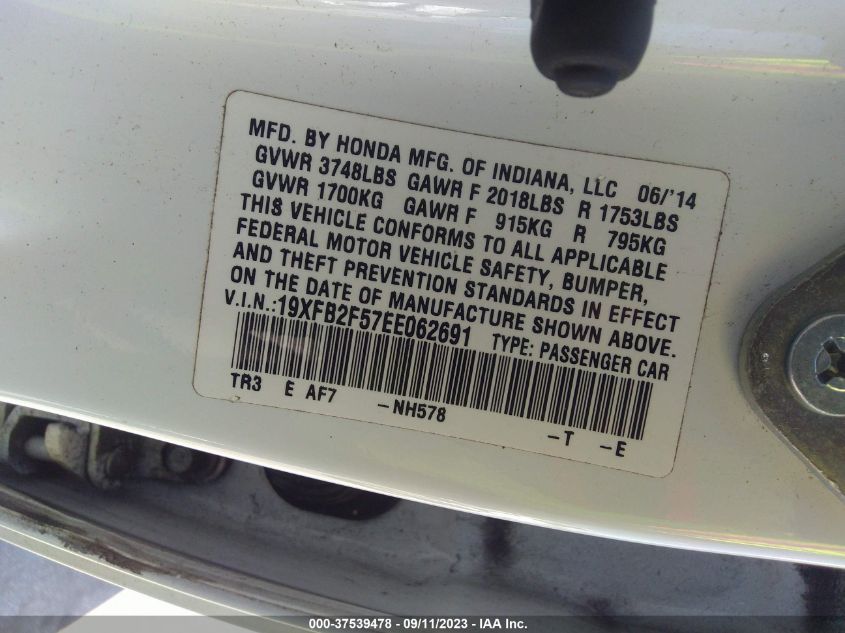 MFD. BY HONDA MFG. OF INDIANA, LLC 06/'14
GVWR 3748LBS GAWR F 2018LBS R 1753LBS
GVWR 1700KG GAWR F 915KG R 795KG
THIS VEHICLE CONFORMS TO ALL APPLICABLE
FEDERAL MOTOR VEHICLE SAFETY, BUMPER,
AND THEFT PREVENTION STANDARDS IN EFFECT
ON THE DATE OF MANUFACTURE SHOWN ABOVE.
V.I.N.:19XFB2F57EE062691 TYPE: PASSENGER CAR
TR3 E AF7 -NH578 -T -E
000-37539478 - 09/11/2023 - IAA Inc.